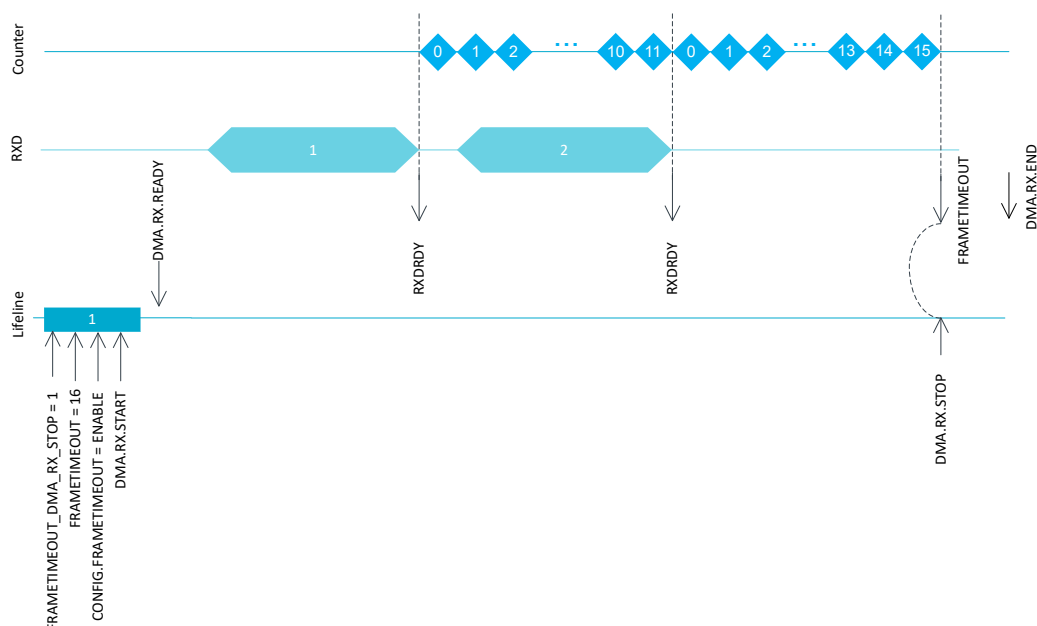 Counter
0 1 2 ... 10 11 0 1 2 ... 13 14 15
RXD
1
2
DMA.RX.READY
RXDRDY
RXDRDY
FRAMETIMEOUT
DMA.RX.END
Lifeline
1
FRAMETIMEOUT_DMA_RX_STOP = 1
FRAMETIMEOUT = 16
CONFIG.FRAMETIMEOUT = ENABLE
DMA.RX.START
DMA.RX.STOP